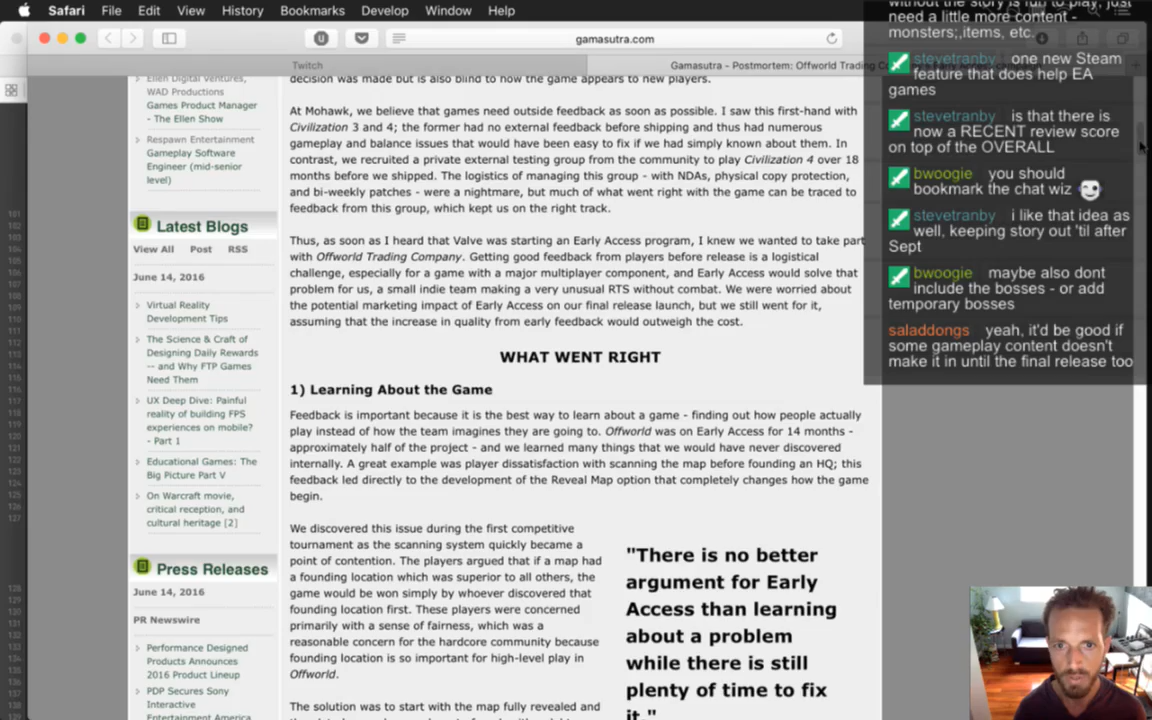 Safari File Edit View History Bookmarks Develop Window Help
gamasutra.com
Twitch
Gamasutra - Postmortem: Offworld Trading Co
Ellen Digital Ventures,
WAD Productions
Games Product Manager
- The Ellen Show
Respawn Entertainment
Gameplay Software
Engineer (mid-senior
level)
Latest Blogs
View All Post RSS
June 14, 2016
Virtual Reality
Development Tips
The Science & Craft of
Designing Daily Rewards
-- and Why FTP Games
Need Them
UX Deep Dive: Painful
reality of building FPS
experiences on mobile?
- Part 1
Educational Games: The
Big Picture Part V
On Warcraft movie,
critical reception, and
cultural heritage [2]
Press Releases
June 14, 2016
PR Newswire
Performance Designed
Products Announces
2016 Product Lineup
PDP Secures Sony
Interactive
Entertainment America
decision was made but is also blind to how the game appears to new players.
At Mohawk, we believe that games need outside feedback as soon as possible. I saw this first-hand with
Civilization 3 and 4; the former had no external feedback before shipping and thus had numerous
gameplay and balance issues that would have been easy to fix if we had simply known about them. In
contrast, we recruited a private external testing group from the community to play Civilization 4 over 18
months before we shipped. The logistics of managing this group - with NDAs, physical copy protection,
and bi-weekly patches - were a nightmare, but much of what went right with the game can be traced to
feedback from this group, which kept us on the right track.
Thus, as soon as I heard that Valve was starting an Early Access program, I knew we wanted to take part
with Offworld Trading Company. Getting good feedback from players before release is a logistical
challenge, especially for a game with a major multiplayer component, and Early Access would solve that
problem for us, a small indie team making a very unusual RTS without combat. We were worried about
the potential marketing impact of Early Access on our final release launch, but we still went for it,
assuming that the increase in quality from early feedback would outweigh the cost.
WHAT WENT RIGHT
1) Learning About the Game
Feedback is important because it is the best way to learn about a game - finding out how people actually
play instead of how the team imagines they are going to. Offworld was on Early Access for 14 months -
approximately half of the project - and we learned many things that we would have never discovered
internally. A great example was player dissatisfaction with scanning the map before founding an HQ; this
feedback led directly to the development of the Reveal Map option that completely changes how the game
begin.
We discovered this issue during the first competitive
tournament as the scanning system quickly became a
point of contention. The players argued that if a map had
a founding location which was superior to all others, the
game would be won simply by whoever discovered that
founding location first. These players were concerned
primarily with a sense of fairness, which was a
reasonable concern for the hardcore community because
founding location is so important for high-level play in
Offworld.
The solution was to start with the map fully revealed and
"There is no better
argument for Early
Access than learning
about a problem
while there is still
plenty of time to fix
it."
without the story is fun to play, just
need a little more content -
monsters;,items, etc.
stevetranby one new Steam
feature that does help EA
games
stevetranby is that there is
now a RECENT review score
on top of the OVERALL
bwoogie you should
bookmark the chat wiz
stevetranby i like that idea as
well, keeping story out 'til after
Sept
bwoogie maybe also dont
include the bosses - or add
temporary bosses
saladdongs yeah, it'd be good if
some gameplay content doesn't
make it in until the final release too